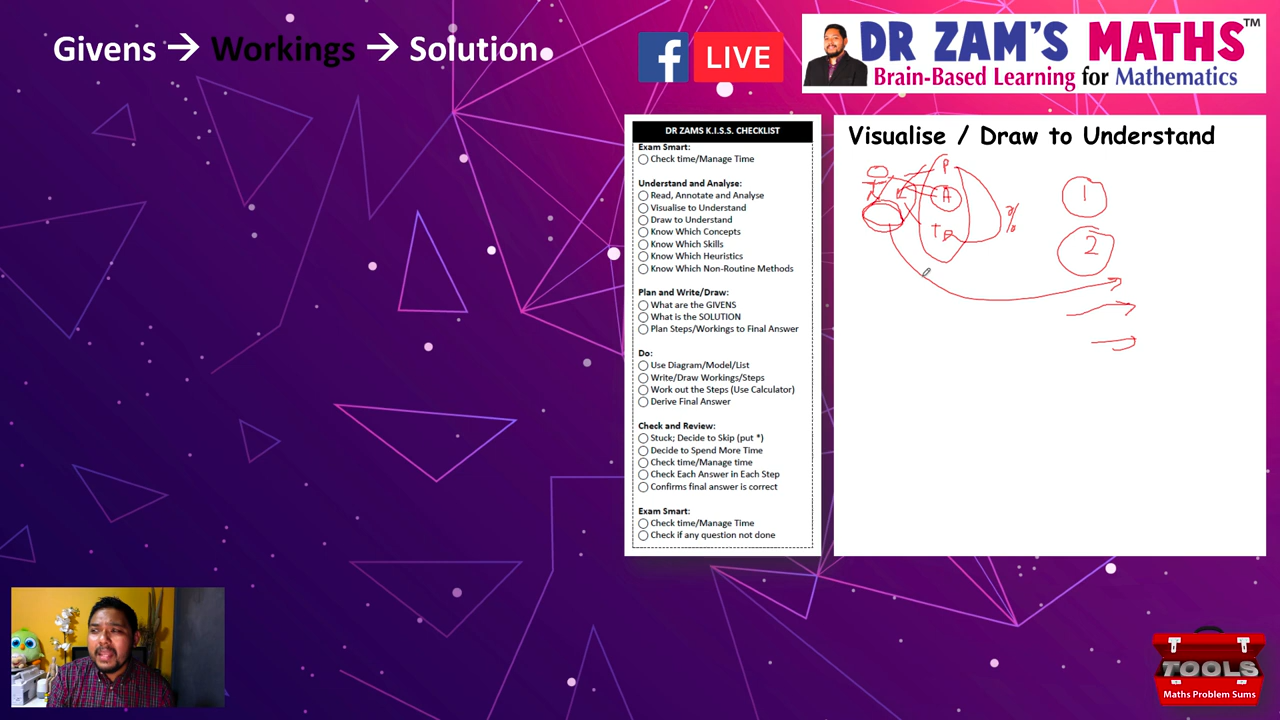 Givens → Workings → Solution
f LIVE
DR ZAM'S MATHS™
Brain-Based Learning for Mathematics
DR ZAMS K.I.S.S. CHECKLIST
Exam Smart:
Check time/Manage Time
Understand and Analyse:
Read, Annotate and Analyse
Visualise to Understand
Draw to Understand
Know Which Concepts
Know Which Skills
Know Which Heuristics
Know Which Non-Routine Methods
Plan and Write/Draw:
What are the GIVENS
What is the SOLUTION
Plan Steps/Workings to Final Answer
Do:
Use Diagram/Model/List
Write/Draw Workings/Steps
Work out the Steps (Use Calculator)
Derive Final Answer
Check and Review:
Stuck; Decide to Skip (put *)
Decide to Spend More Time
Check time/Manage time
Check Each Answer in Each Step
Confirms final answer is correct
Exam Smart:
Check time/Manage Time
Check if any question not done
Visualise / Draw to Understand
P
A
%
1
2
TOOLS
Maths Problem Sums